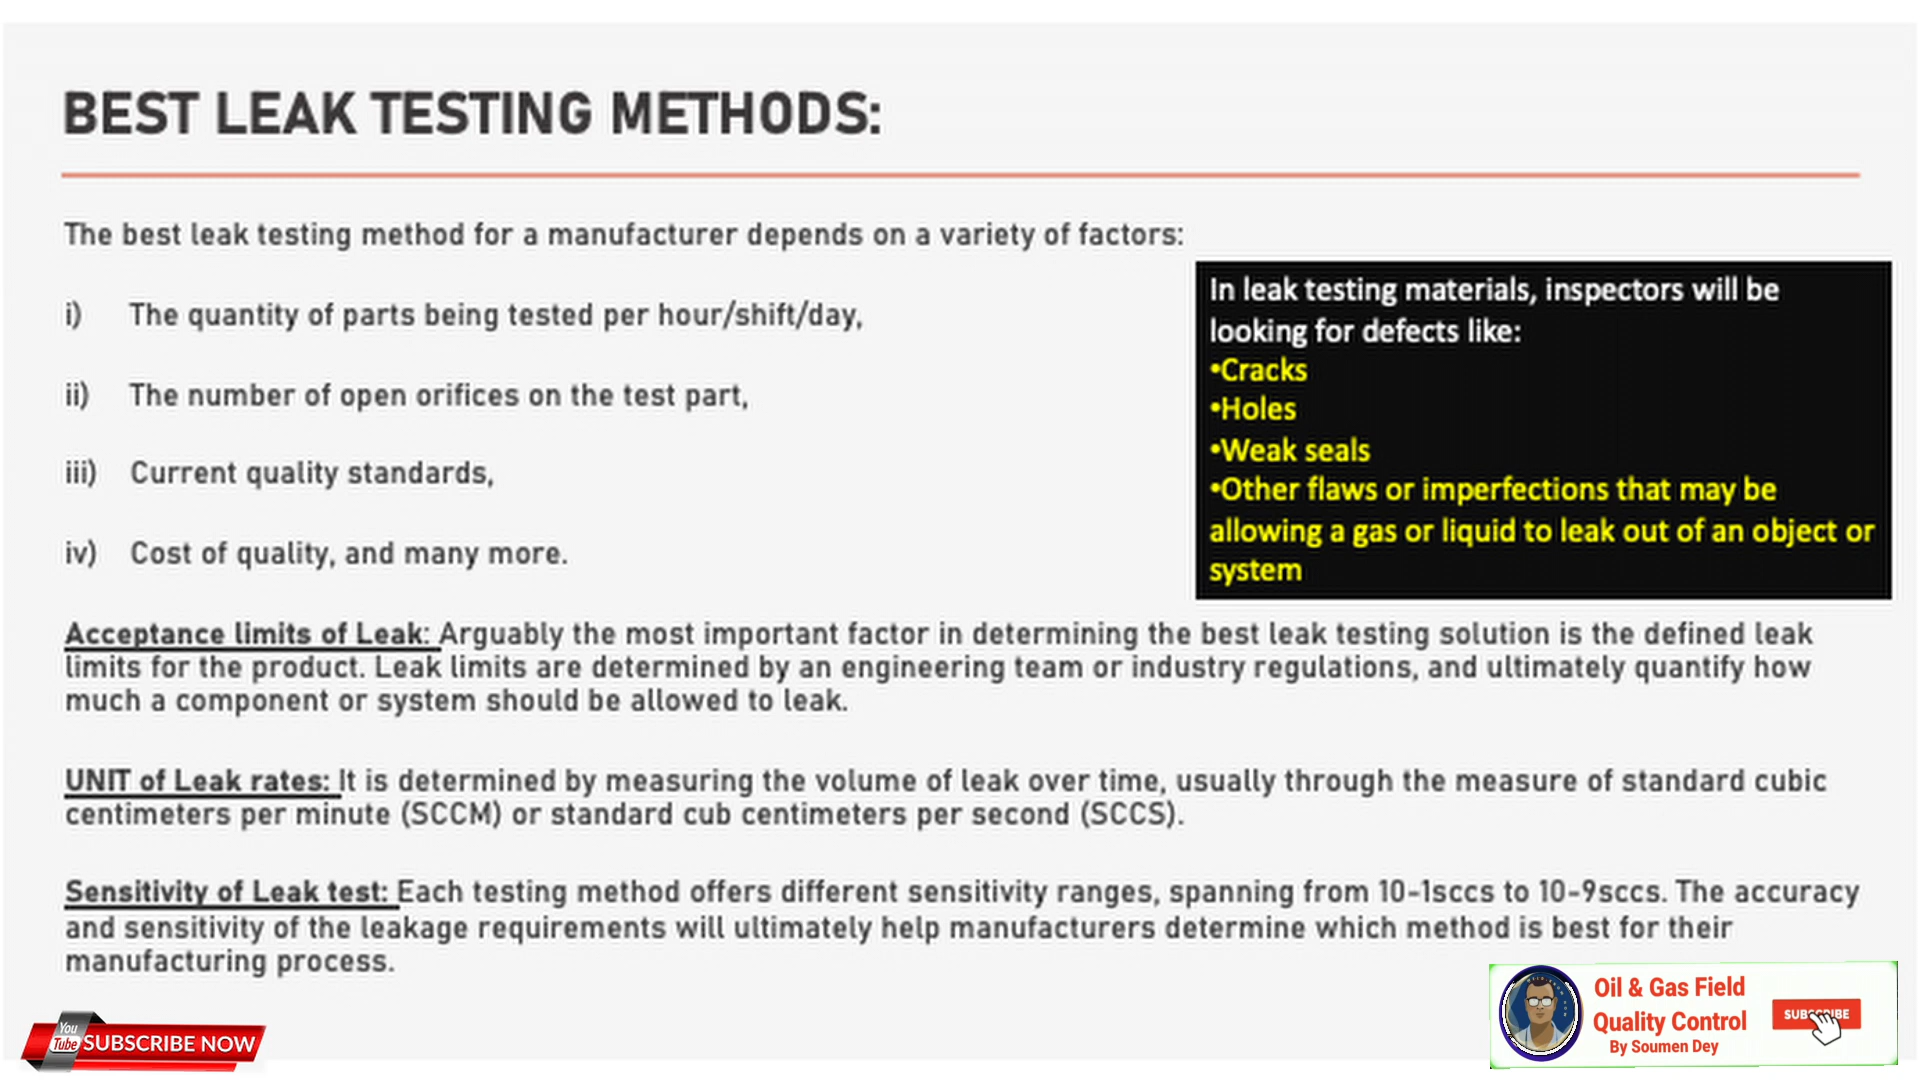 BEST LEAK TESTING METHODS:
The best leak testing method for a manufacturer depends on a variety of factors:
i) The quantity of parts being tested per hour/shift/day,
ii) The number of open orifices on the test part,
iii) Current quality standards,
iv) Cost of quality, and many more.
In leak testing materials, inspectors will be
looking for defects like:
•Cracks
•Holes
•Weak seals
•Other flaws or imperfections that may be
allowing a gas or liquid to leak out of an object or
system
Acceptance limits of Leak: Arguably the most important factor in determining the best leak testing solution is the defined leak
limits for the product. Leak limits are determined by an engineering team or industry regulations, and ultimately quantify how
much a component or system should be allowed to leak.
UNIT of Leak rates: It is determined by measuring the volume of leak over time, usually through the measure of standard cubic
centimeters per minute (SCCM) or standard cub centimeters per second (SCCS).
Sensitivity of Leak test: Each testing method offers different sensitivity ranges, spanning from 10-1sccs to 10-9sccs. The accuracy
and sensitivity of the leakage requirements will ultimately help manufacturers determine which method is best for their
manufacturing process.
You
Tube SUBSCRIBE NOW
Oil & Gas Field
Quality Control
By Soumen Dey
SUBSCRIBE